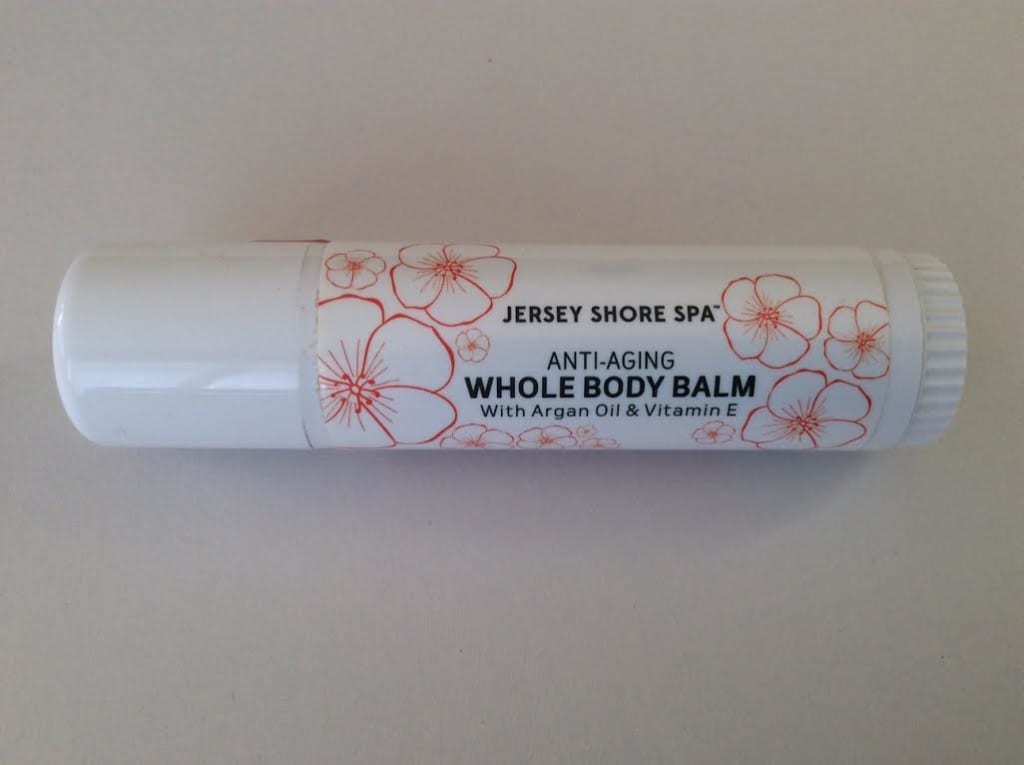 JERSEY SHORE SPA™
ANTI-AGING
WHOLE BODY BALM
With Argan Oil & Vitamin E